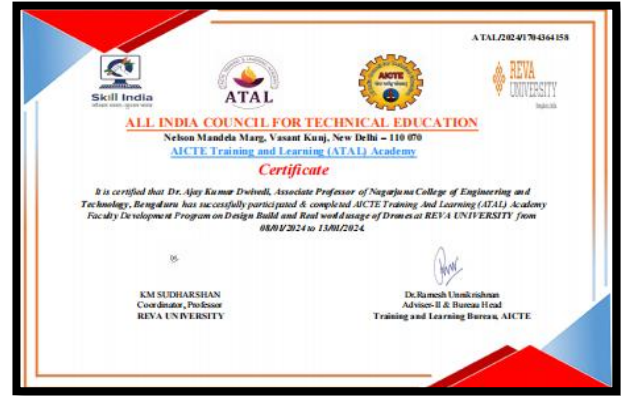 ATAL/2024/1704364158
Skill India
ATAL
AICTE
REVA
UNIVERSITY
ALL INDIA COUNCIL FOR TECHNICAL EDUCATION
Nelson Mandela Marg, Vasant Kunj, New Delhi – 110 070
AICTE Training and Learning (ATAL) Academy
Certificate
It is certified that Dr. Ajay Kumar Dwivedi, Associate Professor of Nagarjuna College of Engineering and
Technology, Bengaluru has successfully participated & completed AICTE Training And Learning (ATAL) Academy
Faculty Development Program on Design Build and Real world usage of Drones at REVA UNIVERSITY from
08/01/2024 to 13/01/2024.
KM SUDHARSHAN
Coordinator, Professor
REVA UNIVERSITY
Dr.Ramesh Unnikrishnan
Adviser-II & Bureau Head
Training and Learning Bureau, AICTE